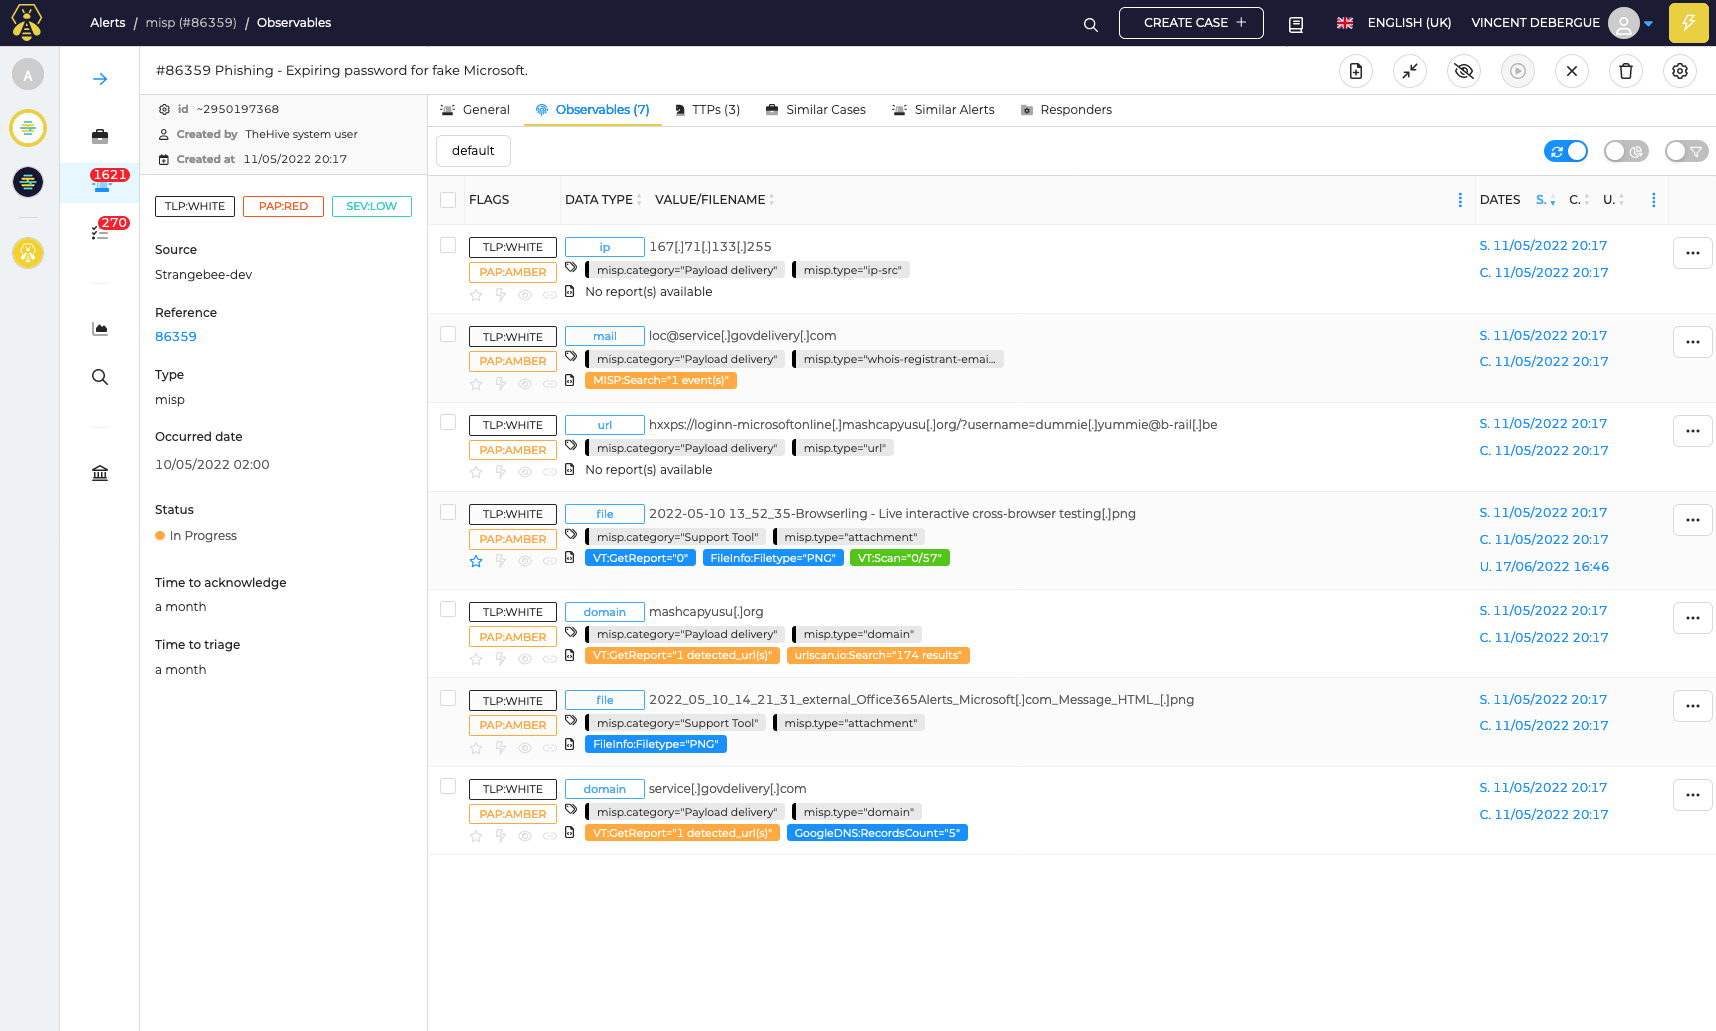 Alerts / misp (#86359) / Observables
CREATE CASE +
ENGLISH (UK)
VINCENT DEBERGUE
A
1621
270
#86359 Phishing - Expiring password for fake Microsoft.
id ~2950197368
Created by TheHive system user
Created at 11/05/2022 20:17
TLP:WHITE PAP:RED SEV:LOW
Source
Strangebee-dev
Reference
86359
Type
misp
Occurred date
10/05/2022 02:00
Status
In Progress
Time to acknowledge
a month
Time to triage
a month
General Observables (7) TTPs (3) Similar Cases Similar Alerts Responders
default
FLAGS DATA TYPE VALUE/FILENAME DATES S. C. U.
TLP:WHITE ip 167[.]71[.]133[.]255 S. 11/05/2022 20:17
PAP:AMBER misp.category="Payload delivery" misp.type="ip-src" C. 11/05/2022 20:17
No report(s) available
TLP:WHITE mail loc@service[.]govdelivery[.]com S. 11/05/2022 20:17
PAP:AMBER misp.category="Payload delivery" misp.type="whois-registrant-emai... C. 11/05/2022 20:17
MISP:Search="1 event(s)"
TLP:WHITE url hxxps://loginn-microsoftonline[.]mashcapyusu[.]org/?username=dummie[.]yummie@b-rail[.]be S. 11/05/2022 20:17
PAP:AMBER misp.category="Payload delivery" misp.type="url" C. 11/05/2022 20:17
No report(s) available
TLP:WHITE file 2022-05-10 13_52_35-Browserling - Live interactive cross-browser testing[.]png S. 11/05/2022 20:17
PAP:AMBER misp.category="Support Tool" misp.type="attachment" C. 11/05/2022 20:17
VT:GetReport="0" FileInfo:Filetype="PNG" VT:Scan="0/57" U. 17/06/2022 16:46
TLP:WHITE domain mashcapyusu[.]org S. 11/05/2022 20:17
PAP:AMBER misp.category="Payload delivery" misp.type="domain" C. 11/05/2022 20:17
VT:GetReport="1 detected_url(s)" urlscan.io:Search="174 results"
TLP:WHITE file 2022_05_10_14_21_31_external_Office365Alerts_Microsoft[.]com_Message_HTML_[.]png S. 11/05/2022 20:17
PAP:AMBER misp.category="Support Tool" misp.type="attachment" C. 11/05/2022 20:17
FileInfo:Filetype="PNG"
TLP:WHITE domain service[.]govdelivery[.]com S. 11/05/2022 20:17
PAP:AMBER misp.category="Payload delivery" misp.type="domain" C. 11/05/2022 20:17
VT:GetReport="1 detected_url(s)" GoogleDNS:RecordsCount="5"